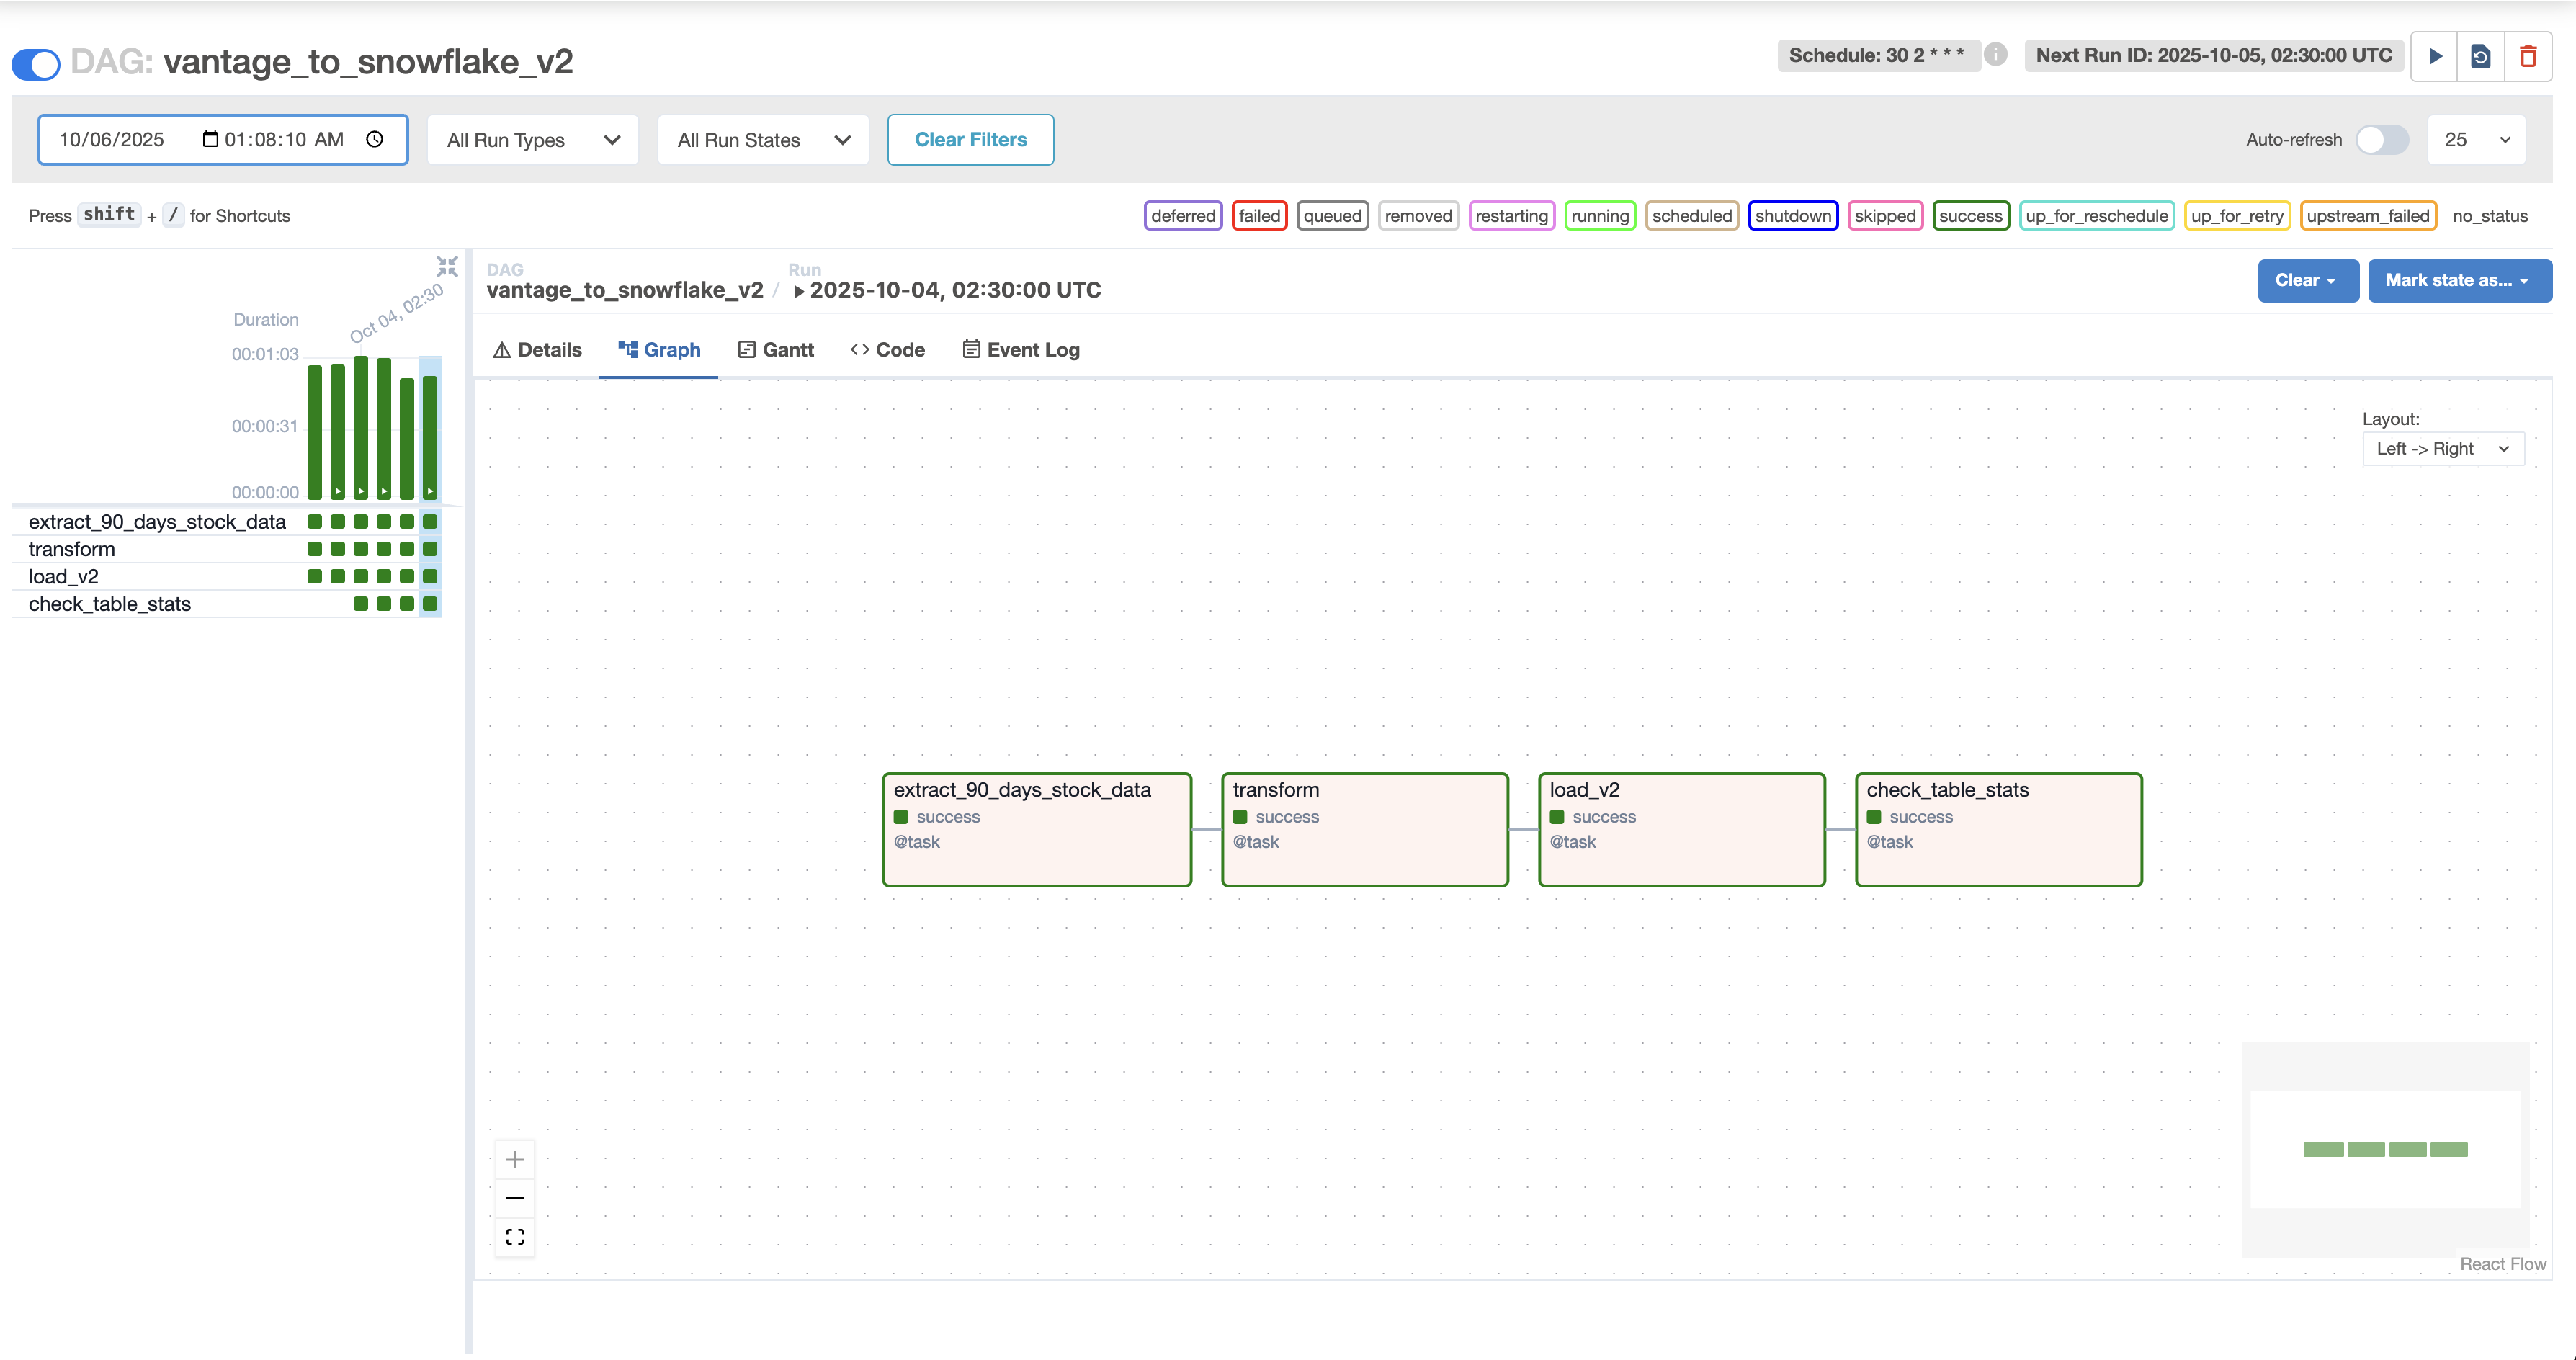 DAG: vantage_to_snowflake_v2
Schedule: 30 2 * * *
Next Run ID: 2025-10-05, 02:30:00 UTC
10/06/2025 01:08:10 AM
All Run Types
All Run States
Clear Filters
Auto-refresh
25
Press shift + / for Shortcuts
deferred failed queued removed restarting running scheduled shutdown skipped success up_for_reschedule up_for_retry upstream_failed no_status
Duration
Oct 04, 02:30
00:01:03
00:00:31
00:00:00
extract_90_days_stock_data
transform
load_v2
check_table_stats
DAG
vantage_to_snowflake_v2 /
Run
2025-10-04, 02:30:00 UTC
Clear
Mark state as...
Details
Graph
Gantt
Code
Event Log
Layout:
Left -> Right
extract_90_days_stock_data
success
@task
transform
success
@task
load_v2
success
@task
check_table_stats
success
@task
React Flow